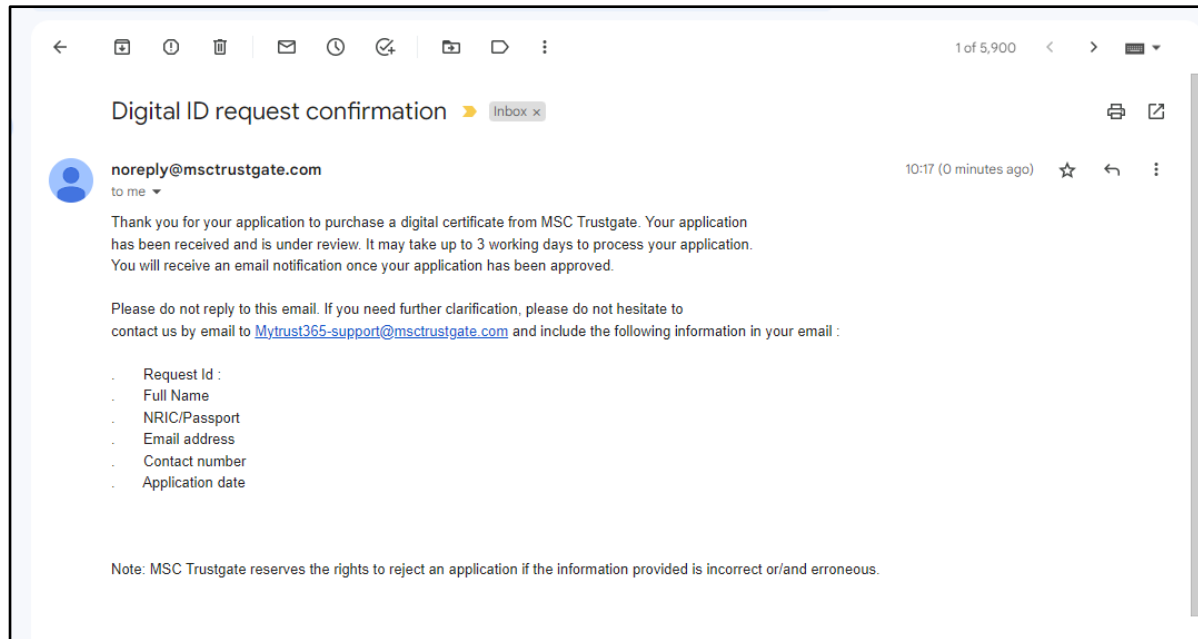 1 of 5,900
Digital ID request confirmation Inbox x
noreply@msctrustgate.com 10:17 (0 minutes ago)
to me
Thank you for your application to purchase a digital certificate from MSC Trustgate. Your application
has been received and is under review. It may take up to 3 working days to process your application.
You will receive an email notification once your application has been approved.
Please do not reply to this email. If you need further clarification, please do not hesitate to
contact us by email to Mytrust365-support@msctrustgate.com and include the following information in your email :
. Request Id :
. Full Name
. NRIC/Passport
. Email address
. Contact number
. Application date
Note: MSC Trustgate reserves the rights to reject an application if the information provided is incorrect or/and erroneous.